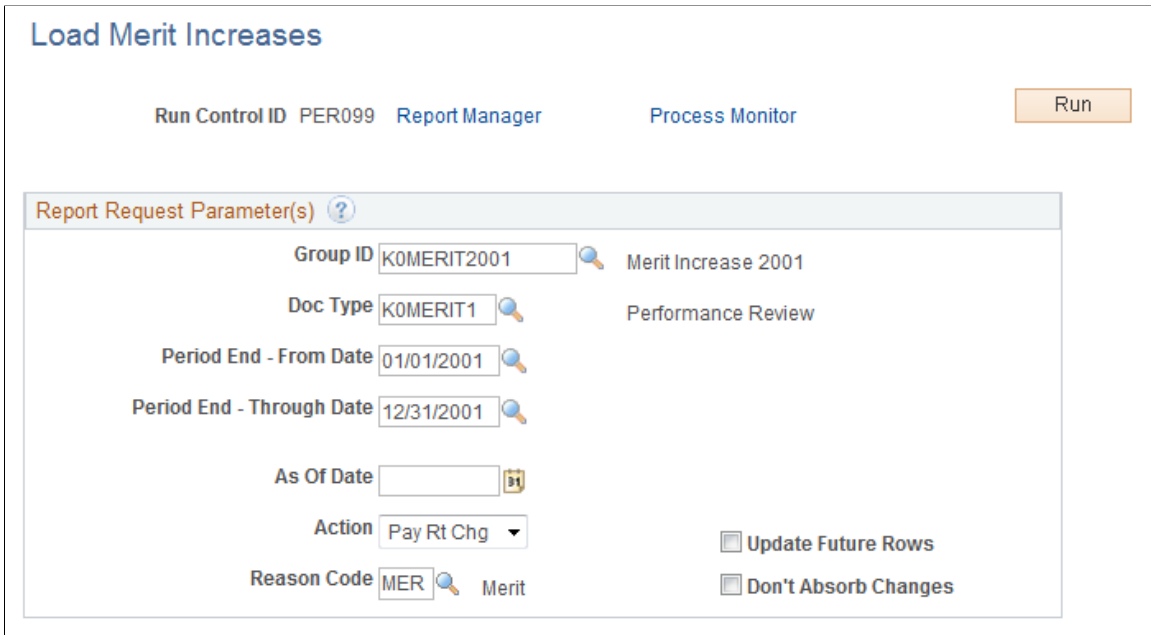 Load Merit Increases
Run Control ID PER099 Report Manager Process Monitor Run
Report Request Parameter(s) ?
Group ID K0MERIT2001 Merit Increase 2001
Doc Type K0MERIT1 Performance Review
Period End - From Date 01/01/2001
Period End - Through Date 12/31/2001
As Of Date 31
Action Pay Rt Chg Update Future Rows
Reason Code MER Merit Don't Absorb Changes